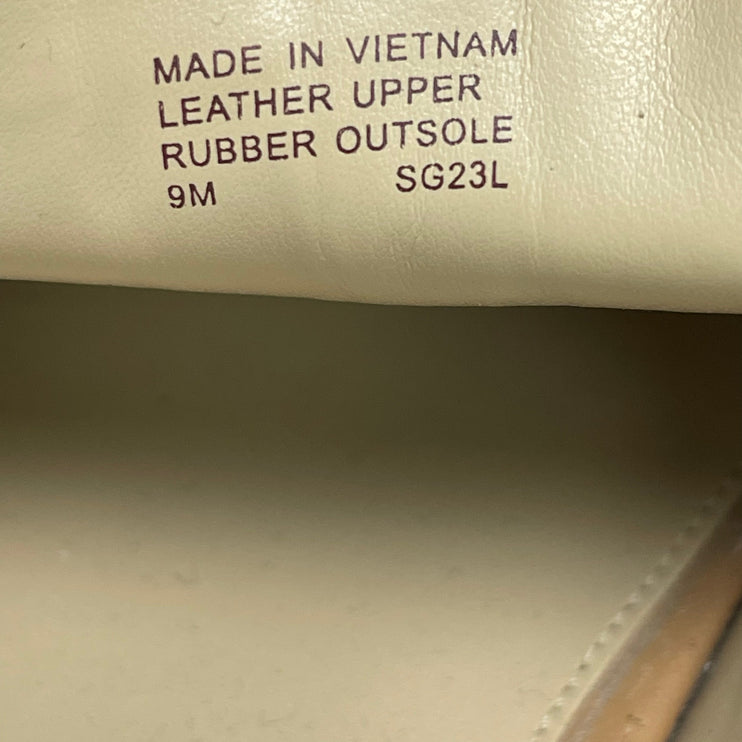 MADE IN VIETNAM
LEATHER UPPER
RUBBER OUTSOLE
9M SG23L